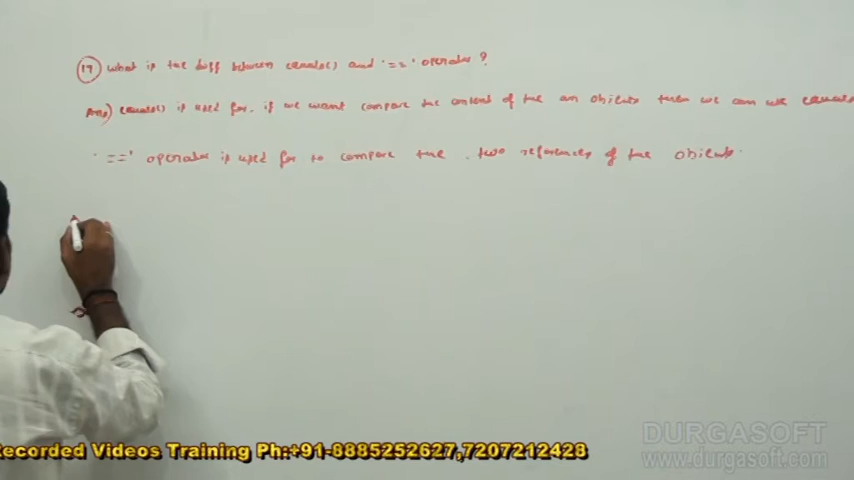 17 What is the diff between equals() and '==' operator ?
Ans) equals() is used for. if we want compare the content of the an objects then we can use equals
'==' operator is used for to compare the . two references of the objects.
Recorded Videos Training Ph:+91-8885252627,7207212428
DURGASOFT
www.durgasoft.com